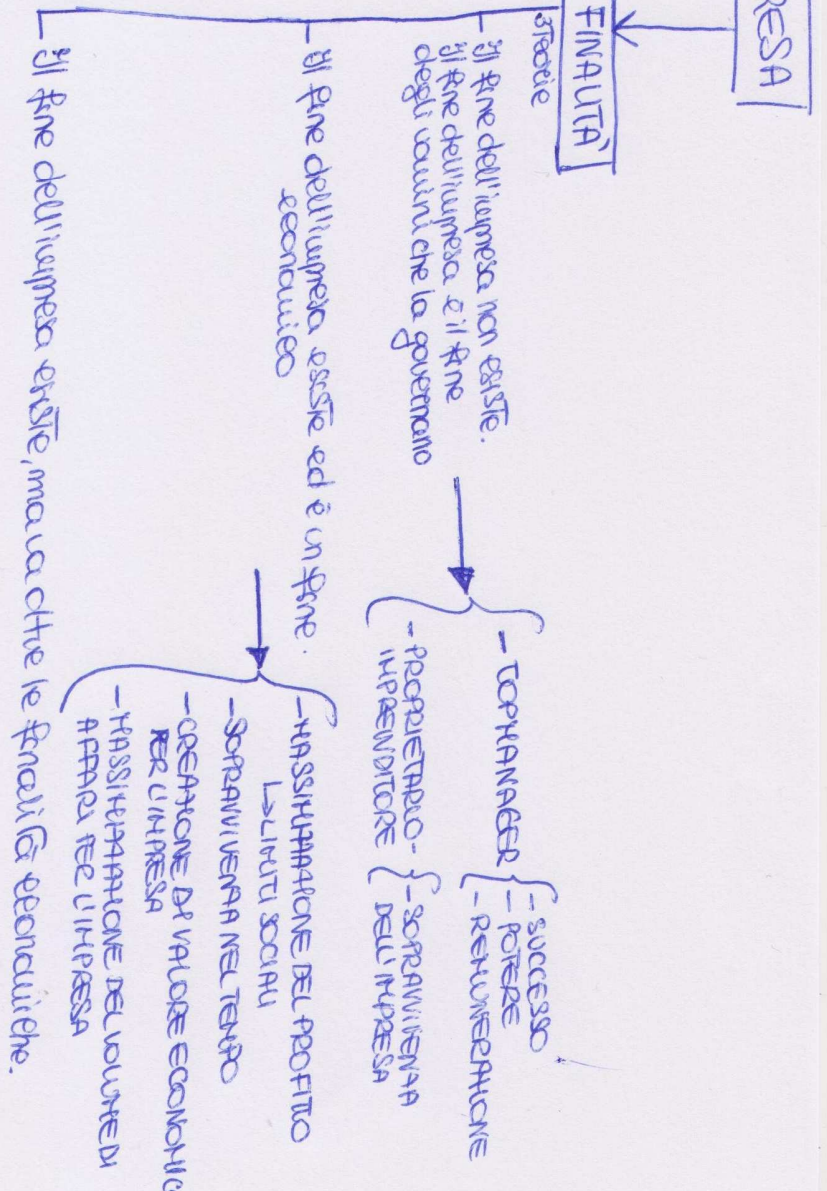 RESA
FINALITÀ
3 TEORIE
- Il fine dell'impresa non esiste.
Il fine dell'impresa è il fine
degli uomini che la governano
- TOP MANAGER
- SUCCESSO
- POTERE
- REMUNERAZIONE
- PROPRIETARIO-
IMPRENDITORE
- SOPRAVVIVENZA
DELL'IMPRESA
- Il fine dell'impresa esiste ed è un fine.
economico
- MASSIMIZZAZIONE DEL PROFITTO
↳ LIMITI SOCIALI
- SOPRAVVIVENZA NEL TEMPO
- CREAZIONE DI VALORE ECONOMIC
PER L'IMPRESA
- MASSIMIZZAZIONE DEL VOLUME DI
AFFARI PER L'IMPRESA
- Il fine dell'impresa esiste, ma va oltre le finalità economiche.